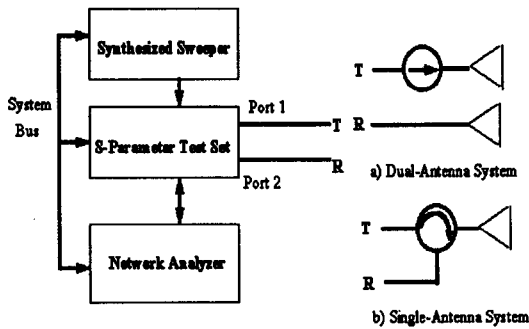 Synthesized Sweeper
System
Bus
S-Parameter Test Set
Port 1
T
R
Port 2
Network Analyzer
T
R
a) Dual-Antenna System
T
R
b) Single-Antenna System